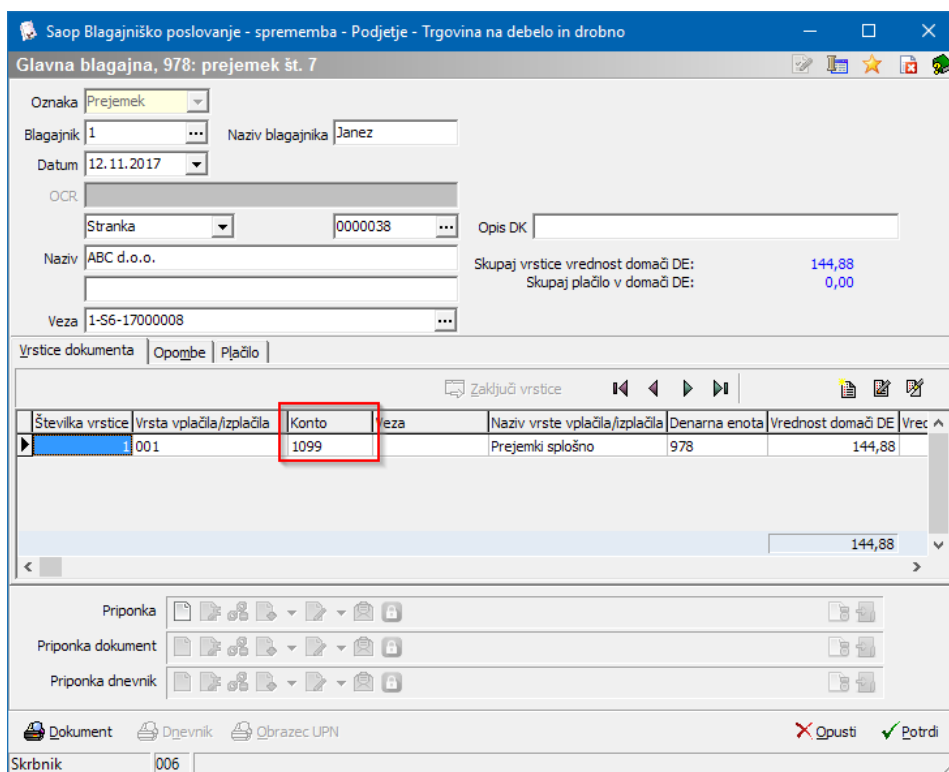 Saop Blagajniško poslovanje - sprememba - Podjetje - Trgovina na debelo in drobno
Glavna blagajna, 978: prejemek št. 7
Oznaka Prejemek
Blagajnik 1 ... Naziv blagajnika Janez
Datum 12.11.2017
OCR
Stranka 0000038 ... Opis DK
Naziv ABC d.o.o.
Skupaj vrstice vrednost domači DE: 144,88
Skupaj plačilo v domači DE: 0,00
Veza 1-S6-17000008 ...
Vrstice dokumenta Opombe Plačilo
Zaključi vrstice
Številka vrstice Vrsta vplačila/izplačila Konto Veza Naziv vrste vplačila/izplačila Denarna enota Vrednost domači DE Vrec
1 001 1099 Prejemki splošno 978 144,88
144,88
Priponka
Priponka dokument
Priponka dnevnik
Dokument Dnevnik Obrazec UPN Opusti Potrdi
Skrbnik 006